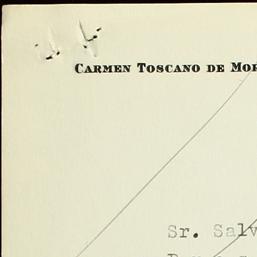 CARMEN TOSCANO DE MOR
Sr. Salv